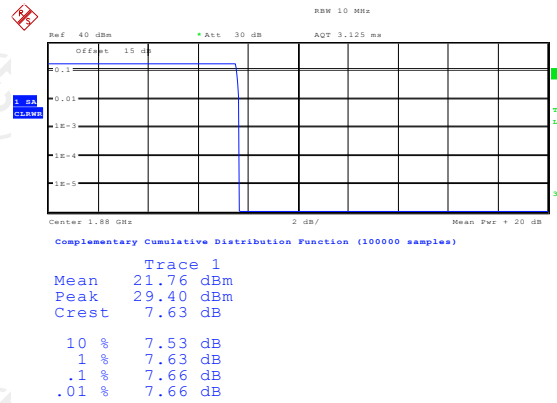 RBW 10 MHz
Ref 40 dBm * Att 30 dB AQT 3.125 ms
Offset 15 dB
0.1
0.01
1E-3
1E-4
1E-5
1 SA
CLRWR
T
L
3
Center 1.88 GHz 2 dB/ Mean Pwr + 20 dB
Complementary Cumulative Distribution Function (100000 samples)
Trace 1
Mean 21.76 dBm
Peak 29.40 dBm
Crest 7.63 dB
10 % 7.53 dB
1 % 7.63 dB
.1 % 7.66 dB
.01 % 7.66 dB